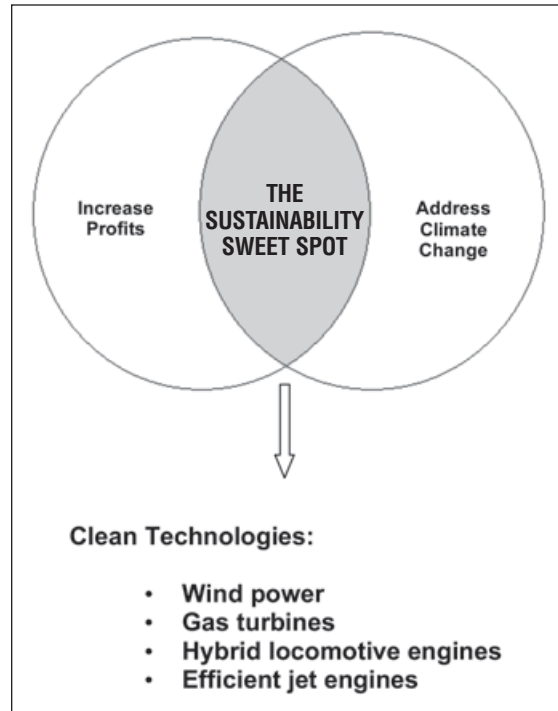 Increase
Profits
THE
SUSTAINABILITY
SWEET SPOT
Address
Climate
Change
Clean Technologies:
• Wind power
• Gas turbines
• Hybrid locomotive engines
• Efficient jet engines